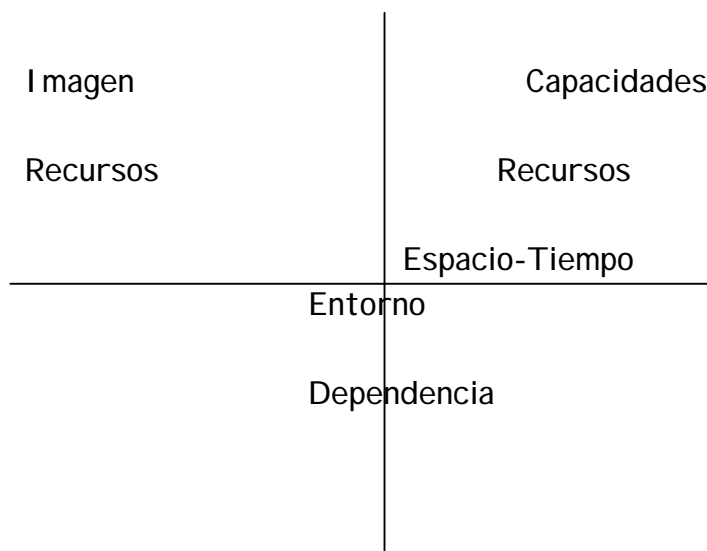 Imagen Capacidades
Recursos Recursos
Espacio-Tiempo
Entorno
Dependencia